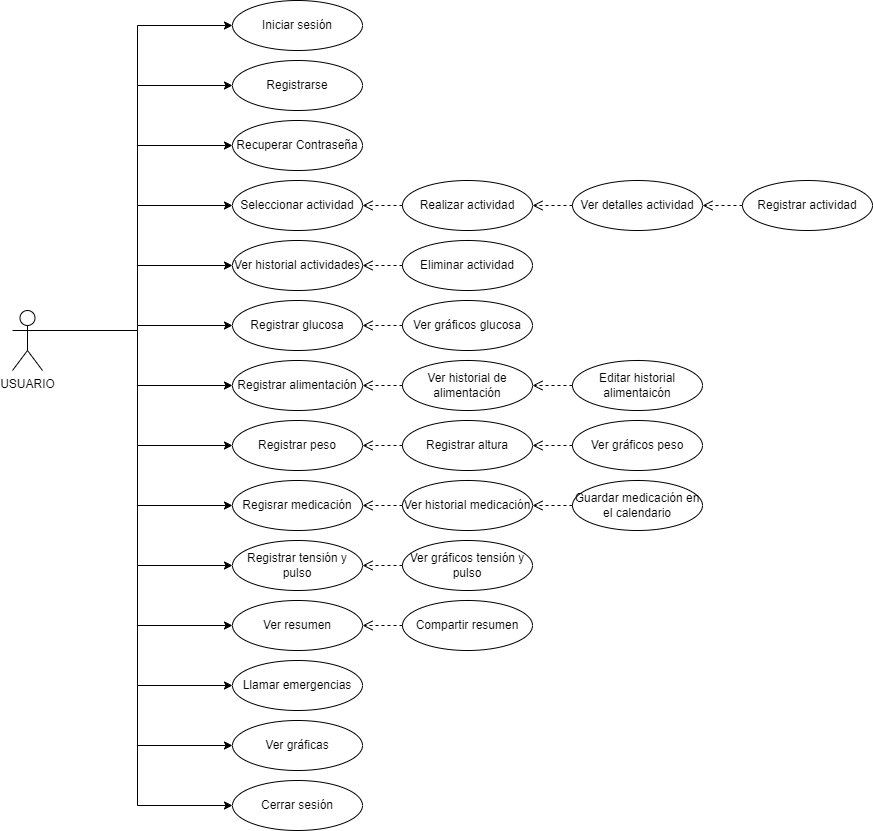 Iniciar sesión
Registrarse
Recuperar Contraseña
Seleccionar actividad
Realizar actividad
Ver detalles actividad
Registrar actividad
Ver historial actividades
Eliminar actividad
Registrar glucosa
Ver gráficos glucosa
USUARIO
Registrar alimentación
Ver historial de
alimentación
Editar historial
alimentaicón
Registrar peso
Registrar altura
Ver gráficos peso
Regisrar medicación
Ver historial medicación
Guardar medicación en
el calendario
Registrar tensión y
pulso
Ver gráficos tensión y
pulso
Ver resumen
Compartir resumen
Llamar emergencias
Ver gráficas
Cerrar sesión